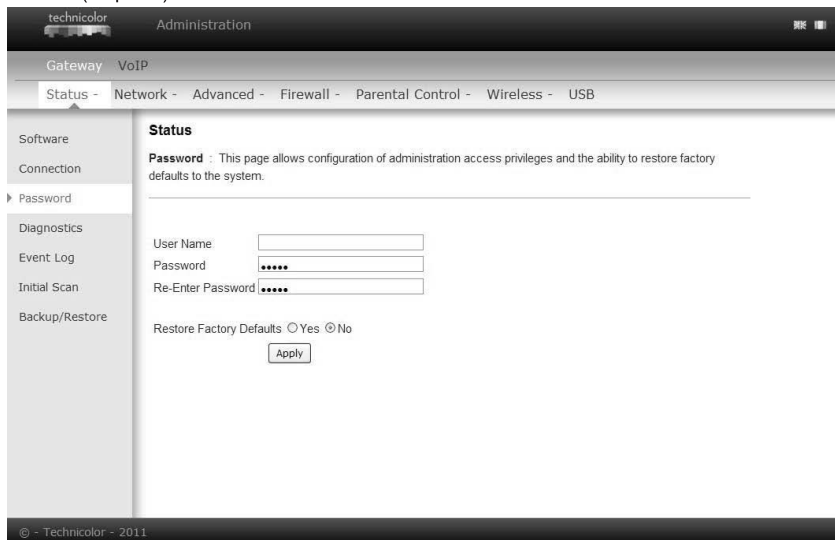 technicolor
Administration
Gateway VoIP
Status - Network - Advanced - Firewall - Parental Control - Wireless - USB
Software
Connection
Password
Diagnostics
Event Log
Initial Scan
Backup/Restore
Status
Password : This page allows configuration of administration access privileges and the ability to restore factory
defaults to the system.
User Name
Password •••••
Re-Enter Password •••••
Restore Factory Defaults Yes No
Apply
© - Technicolor - 2011